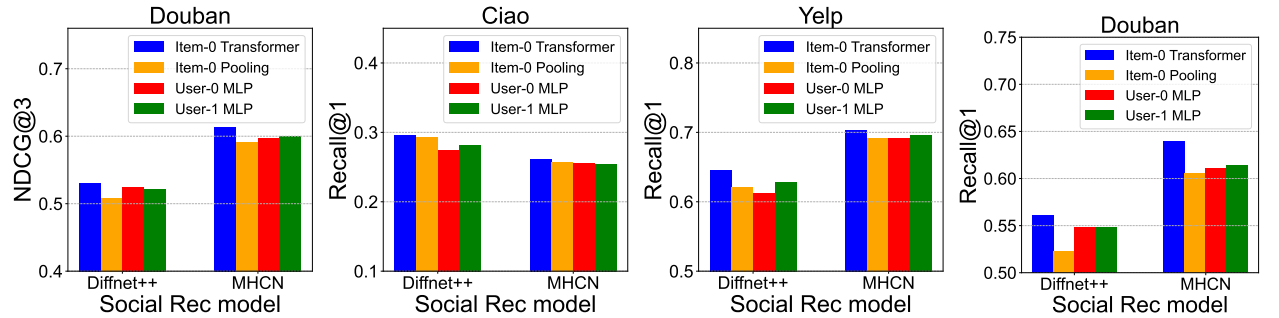 Douban
NDCG@3
0.7
0.6
0.5
0.4
Item-0 Transformer
Item-0 Pooling
User-0 MLP
User-1 MLP
Diffnet++
MHCN
Social Rec model
Ciao
Recall@1
0.4
0.3
0.2
0.1
Item-0 Transformer
Item-0 Pooling
User-0 MLP
User-1 MLP
Diffnet++
MHCN
Social Rec model
Yelp
Recall@1
0.8
0.7
0.6
0.5
Item-0 Transformer
Item-0 Pooling
User-0 MLP
User-1 MLP
Diffnet++
MHCN
Social Rec model
Douban
Recall@1
0.75
0.70
0.65
0.60
0.55
0.50
Item-0 Transformer
Item-0 Pooling
User-0 MLP
User-1 MLP
Diffnet++
MHCN
Social Rec model